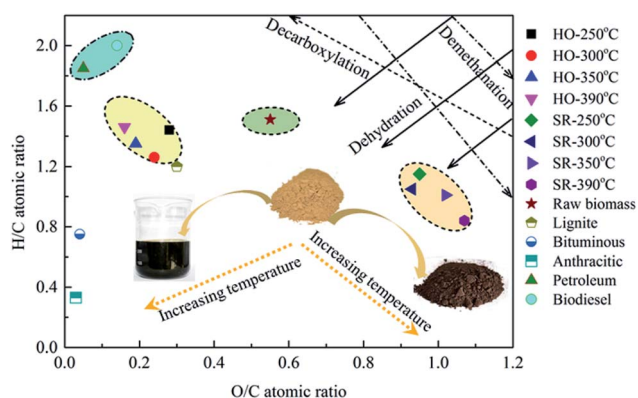 2.0
1.6
1.2
0.8
0.4
0.0
H/C atomic ratio
0.0
0.2
0.4
0.6
0.8
1.0
1.2
O/C atomic ratio
Decarboxylation
Demethanation
Dehydration
Increasing temperature
Increasing temperature
HO-250°C
HO-300°C
HO-350°C
HO-390°C
SR-250°C
SR-300°C
SR-350°C
SR-390°C
Raw biomass
Lignite
Bituminous
Anthracitic
Petroleum
Biodiesel